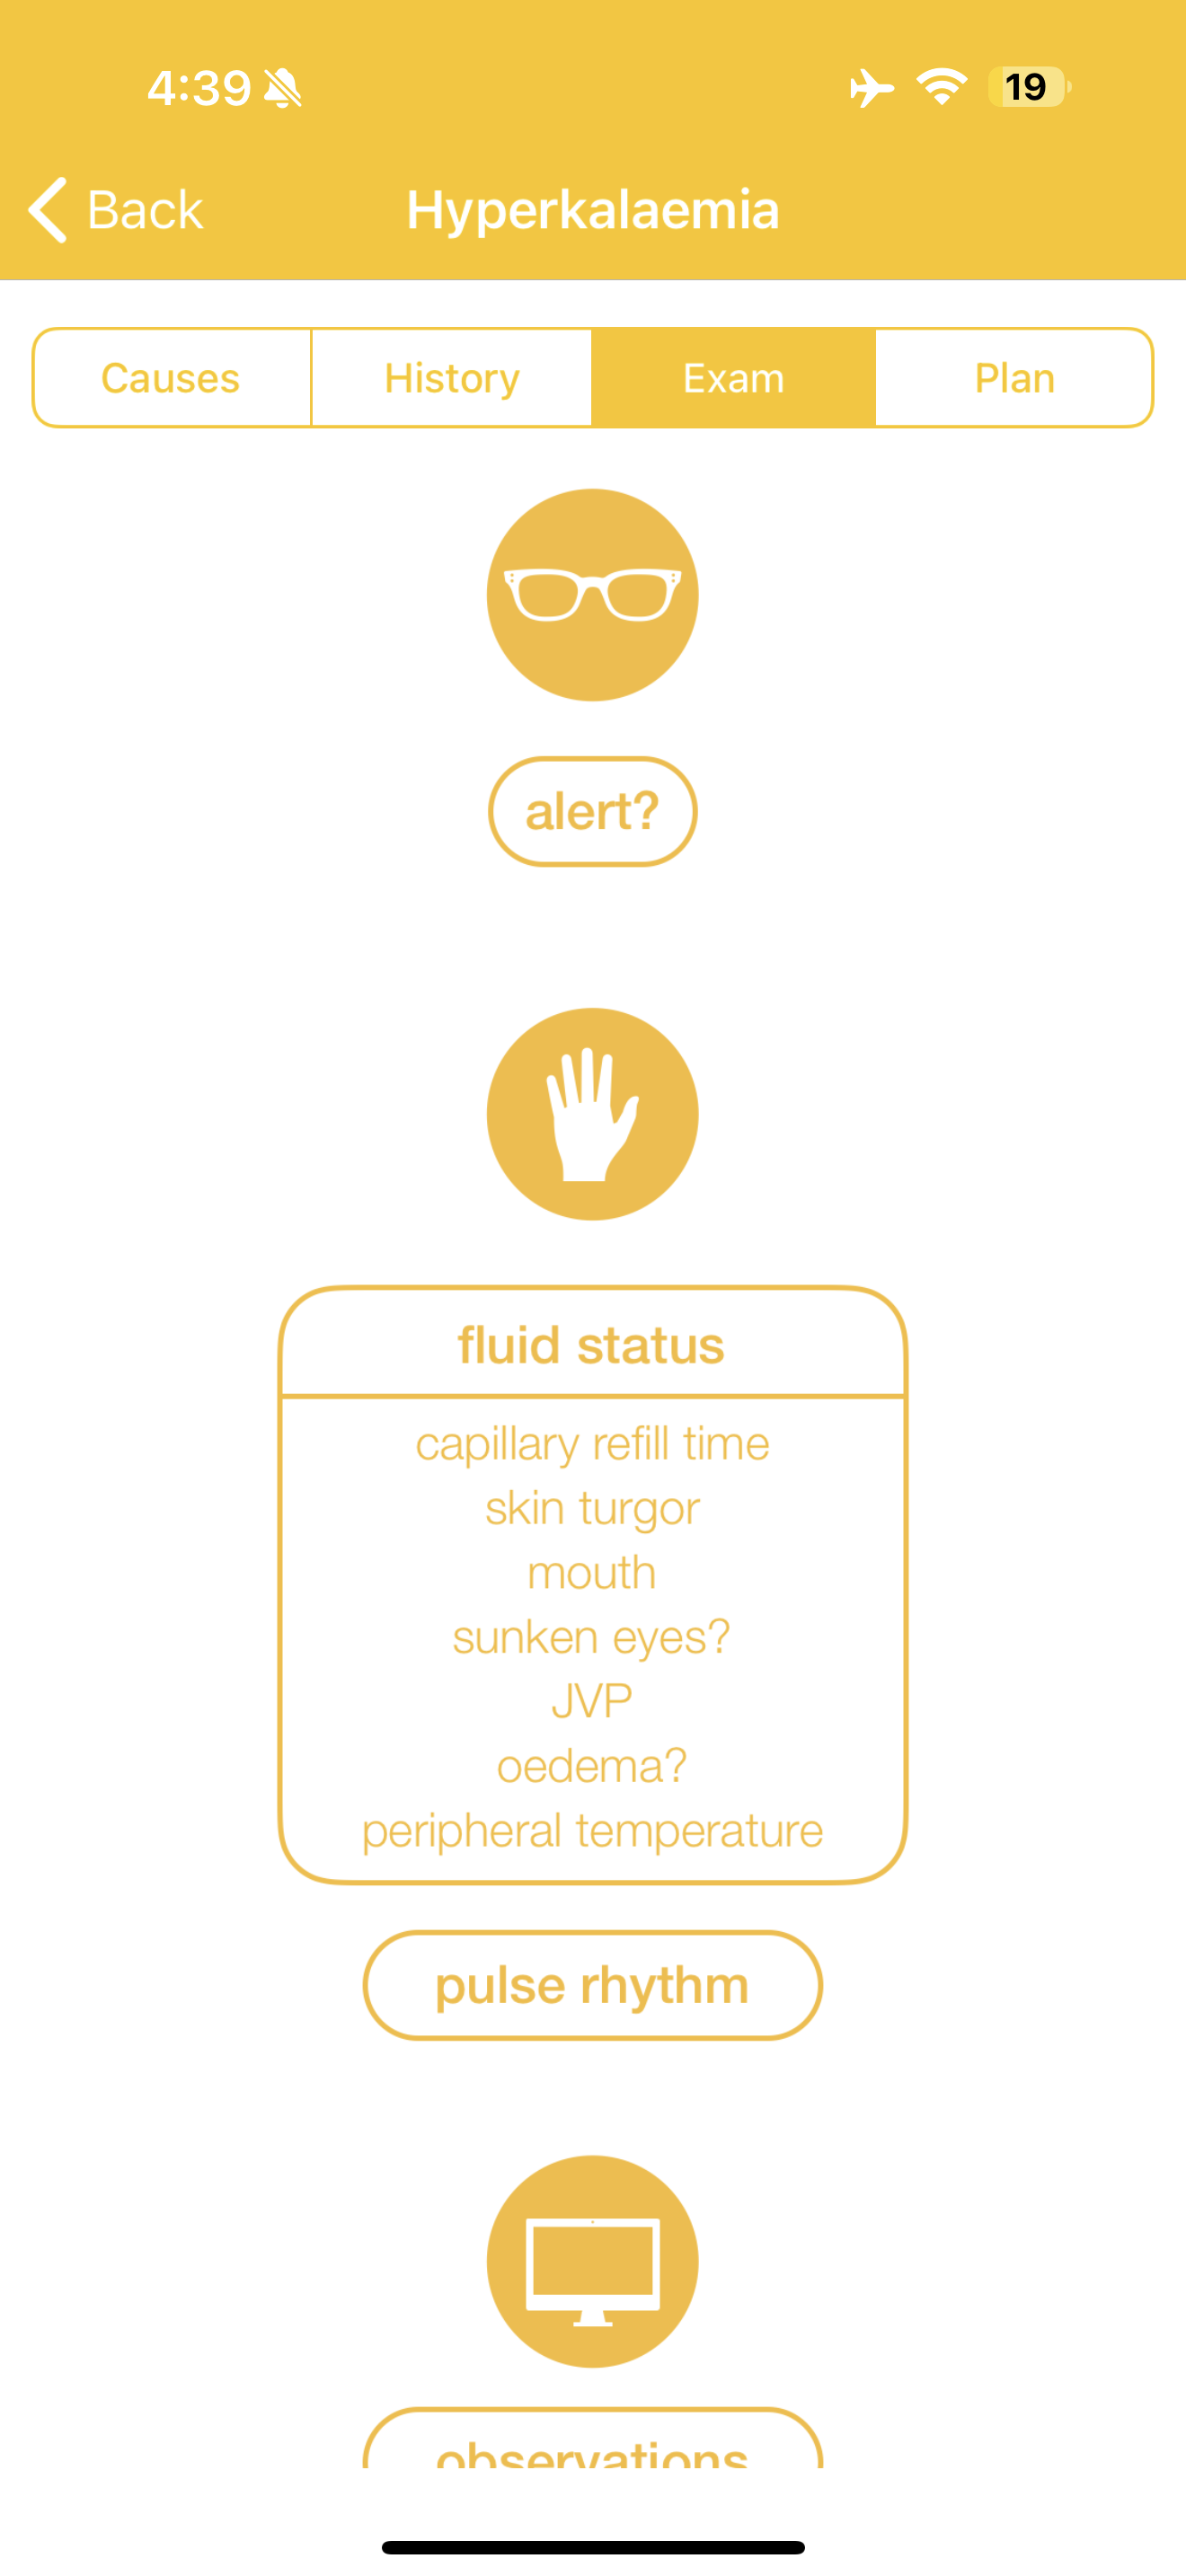 4:39
19
Back
Hyperkalaemia
Causes
History
Exam
Plan
alert?
fluid status
capillary refill time
skin turgor
mouth
sunken eyes?
JVP
oedema?
peripheral temperature
pulse rhythm
observations